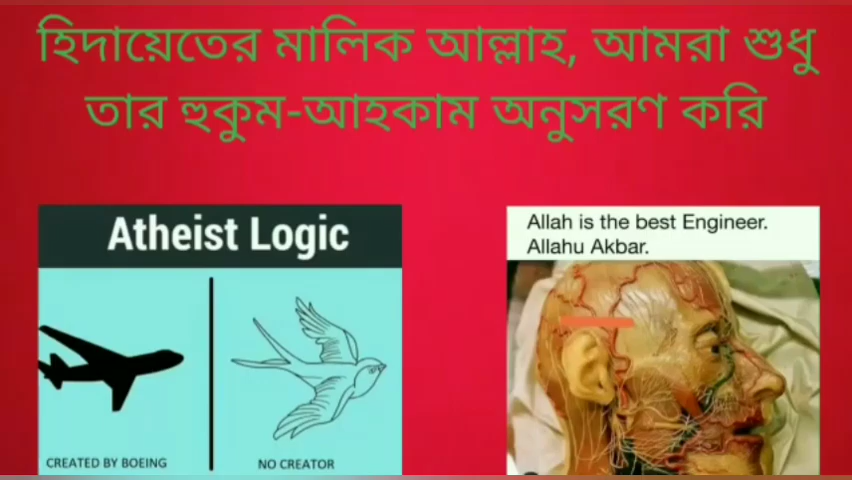 হিদায়েতের মালিক আল্লাহ, আমরা শুধু
তার হুকুম-আহকাম অনুসরণ করি
Atheist Logic
CREATED BY BOEING
NO CREATOR
Allah is the best Engineer.
Allahu Akbar.